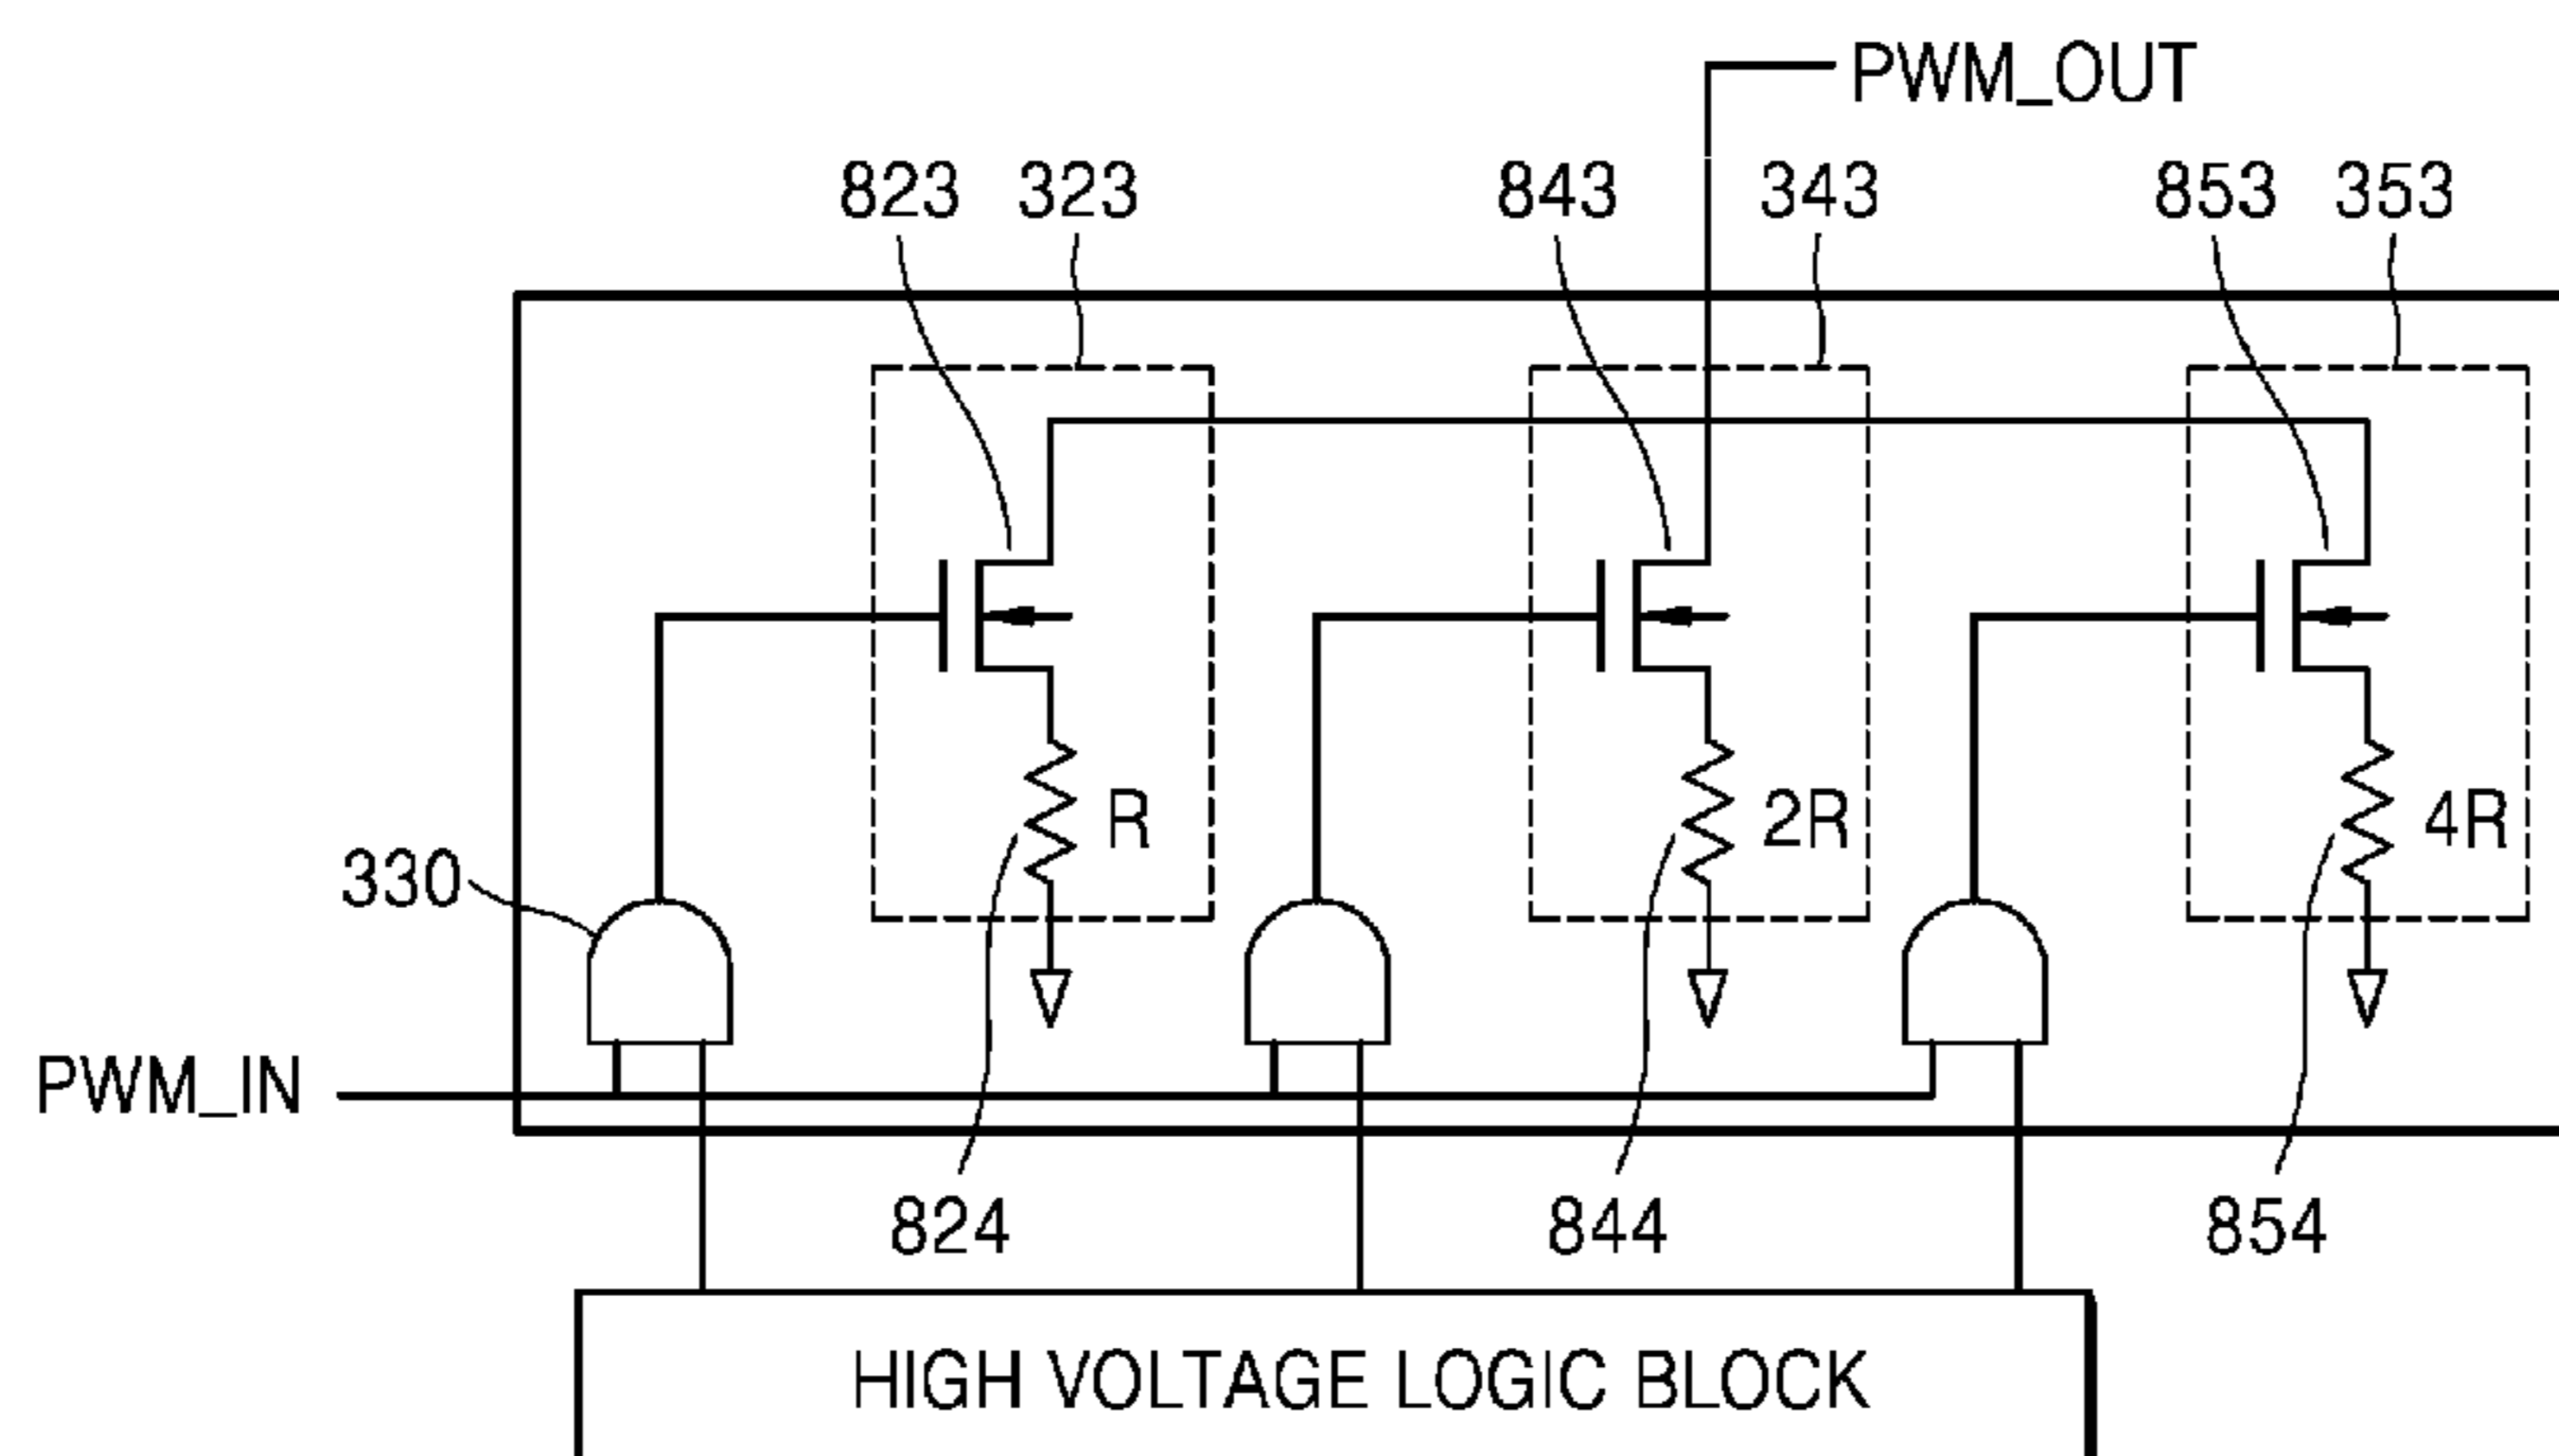 PWM_OUT
823 323 843 343 853 353
R 2R 4R
330
PWM_IN
824 844 854
HIGH VOLTAGE LOGIC BLOCK